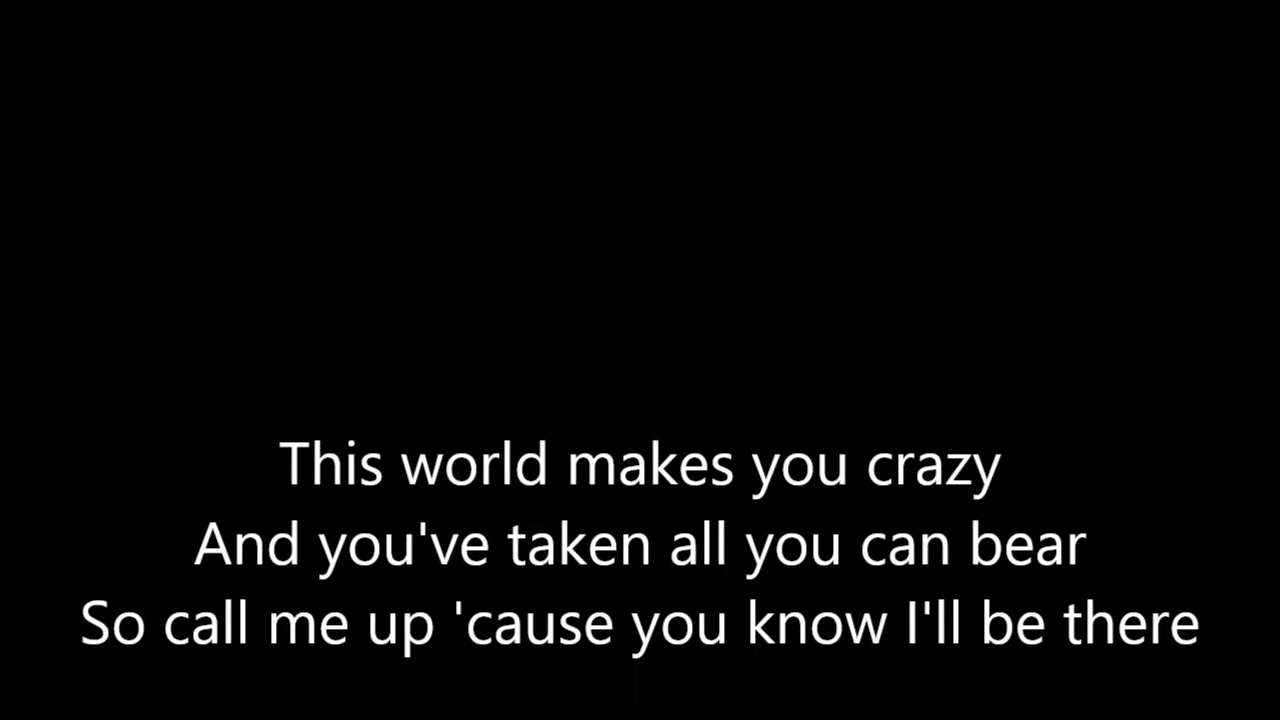 This world makes you crazy
And you've taken all you can bear
So call me up 'cause you know I'll be there